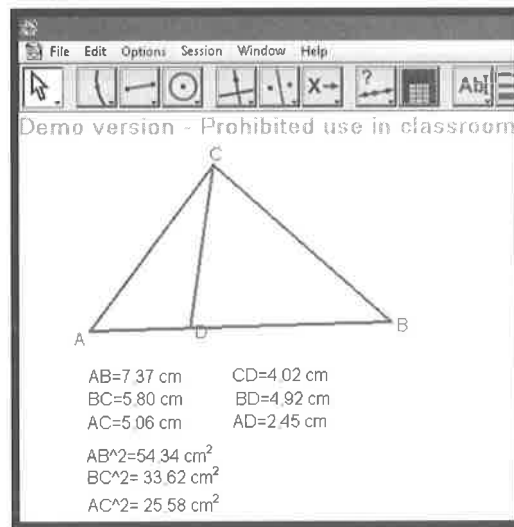 File Edit Options Session Window Help
? X Ab
Demo version - Prohibited use in classroom
C
A D B
AB=7.37 cm CD=4.02 cm
BC=5.80 cm BD=4.92 cm
AC=5.06 cm AD=2.45 cm
AB^2=54.34 cm²
BC^2= 33.62 cm²
AC^2= 25.58 cm²